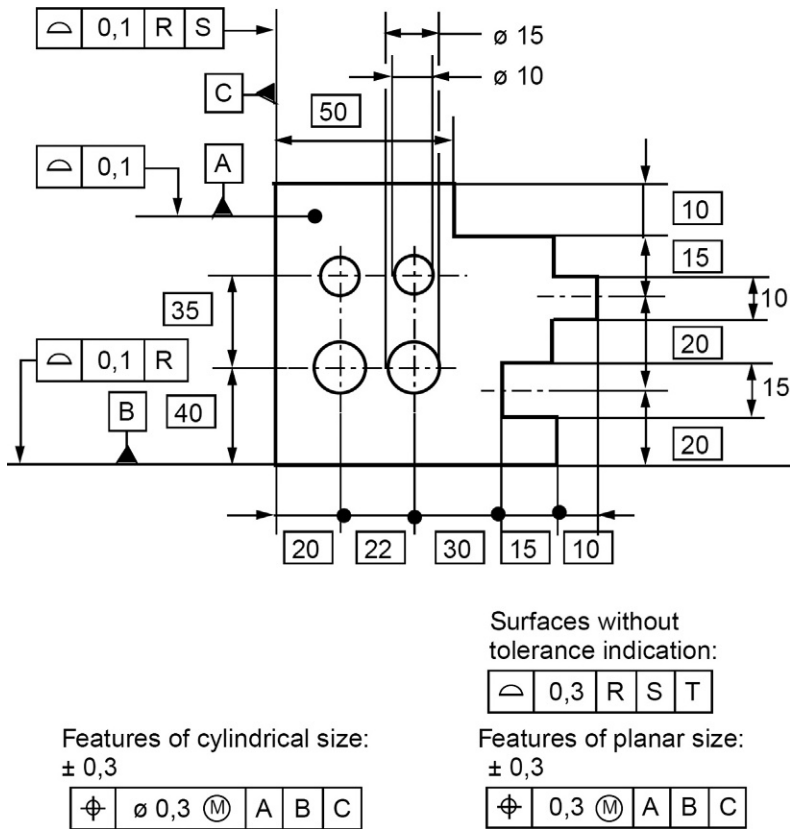 ⌓ 0,1 R S
ø 15
ø 10
C
50
⌓ 0,1
A
10
15
10
35
20
⌓ 0,1 R
15
B
40
20
20 22 30 15 10
Surfaces without
tolerance indication:
⌓ 0,3 R S T
Features of cylindrical size:
± 0,3
⌖ ø 0,3 Ⓜ A B C
Features of planar size:
± 0,3
⌖ 0,3 Ⓜ A B C